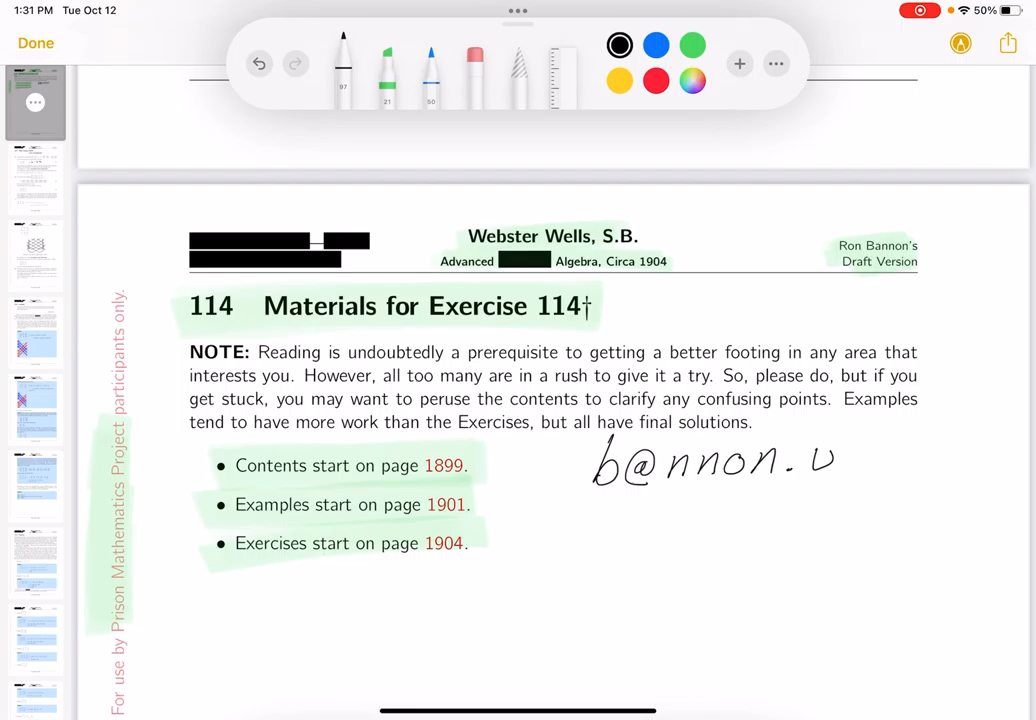 1:31 PM Tue Oct 12
50%
Done
97
21
50
Webster Wells, S.B.
Advanced Algebra, Circa 1904
Ron Bannon's
Draft Version
114 Materials for Exercise 114†
NOTE: Reading is undoubtedly a prerequisite to getting a better footing in any area that
interests you. However, all too many are in a rush to give it a try. So, please do, but if you
get stuck, you may want to peruse the contents to clarify any confusing points. Examples
tend to have more work than the Exercises, but all have final solutions.
b@nnon.u
• Contents start on page 1899.
• Examples start on page 1901.
• Exercises start on page 1904.
For use by Prison Mathematics Project participants only.